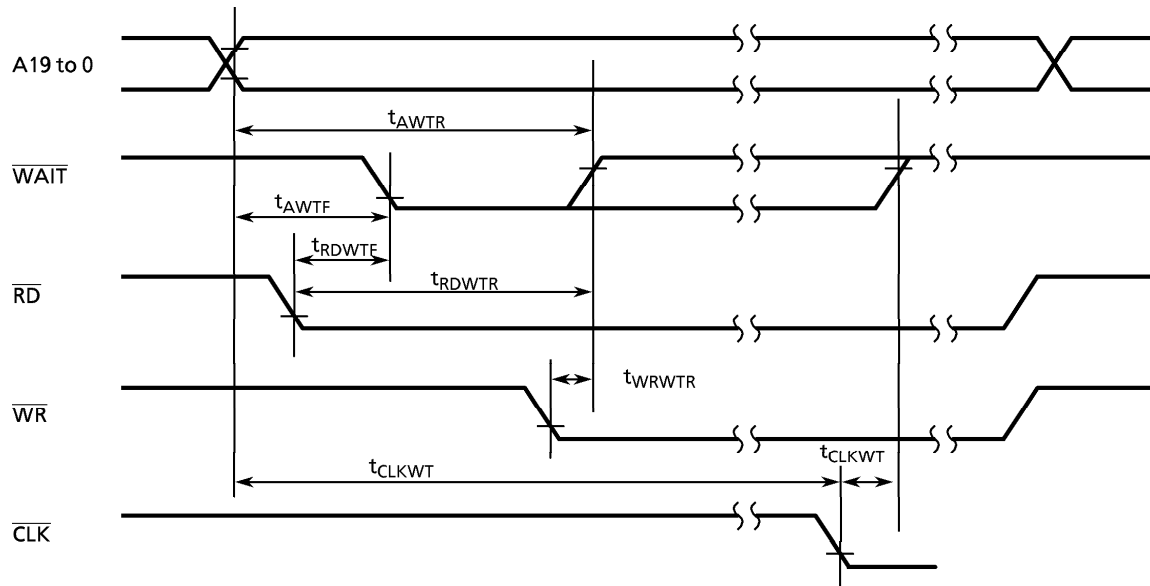 A19 to 0
tAWTR
WAIT
tAWTF
tRDWTF
tRDWTR
RD
tWRWTR
WR
tCLKWT
tCLKWT
CLK